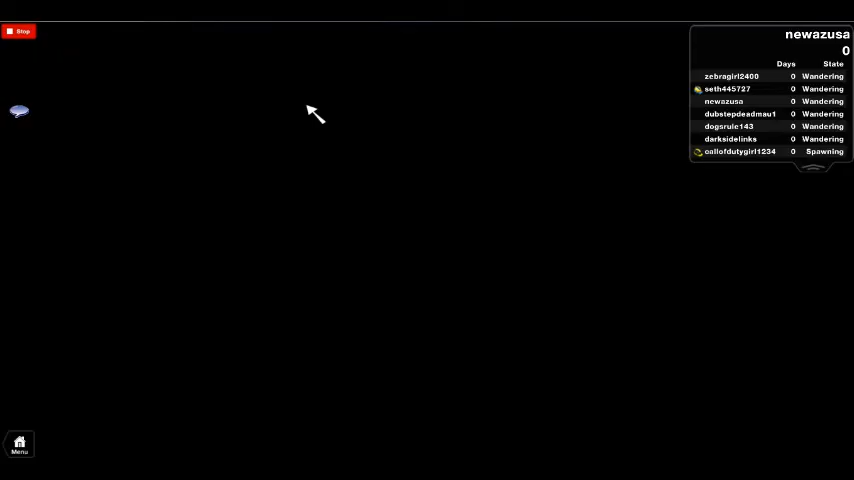 Stop
newazusa
0
Days State
zebragirl2400 0 Wandering
seth445727 0 Wandering
newazusa 0 Wandering
dubstepdeadmau1 0 Wandering
dogsrule143 0 Wandering
darksidelinks 0 Wandering
callofdutygirl1234 0 Spawning
Menu